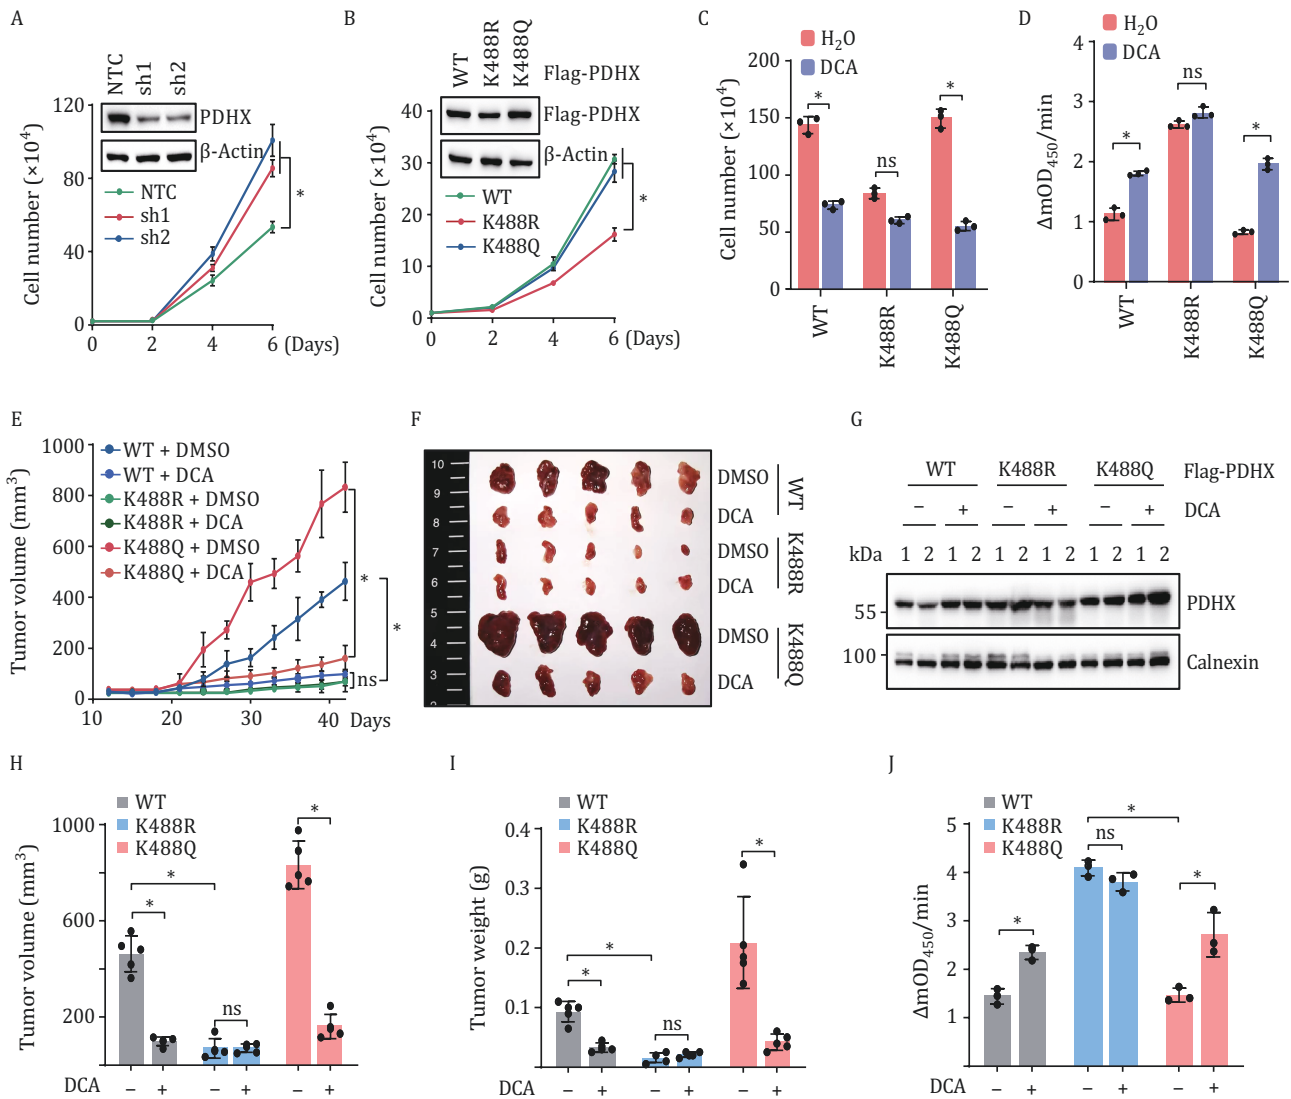 A
NTC
sh1
sh2
PDHX
β-Actin
NTC
sh1
sh2
*
Cell number (×10⁴)
120
80
40
0
0 2 4 6 (Days)
B
WT
K488R
K488Q
Flag-PDHX
Flag-PDHX
β-Actin
WT
K488R
K488Q
*
Cell number (×10⁴)
40
30
20
10
0
0 2 4 6 (Days)
C
H₂O
DCA
Cell number (×10⁴)
200
150
100
50
0
* ns *
WT
K488R
K488Q
D
H₂O
DCA
ΔmOD₄₅₀/min
4
3
2
1
0
* ns *
WT
K488R
K488Q
E
Tumor volume (mm³)
1000
800
600
400
200
0
WT + DMSO
WT + DCA
K488R + DMSO
K488R + DCA
K488Q + DMSO
K488Q + DCA
*
*
ns
10 20 30 40 Days
F
10
9
8
7
6
5
4
3
DMSO
DCA
WT
DMSO
DCA
K488R
DMSO
DCA
K488Q
G
WT K488R K488Q Flag-PDHX
− + − + − + DCA
kDa 1 2 1 2 1 2 1 2 1 2 1 2
55
PDHX
100
Calnexin
H
WT
K488R
K488Q
Tumor volume (mm³)
1000
600
200
* * ns *
DCA − + − + − +
I
WT
K488R
K488Q
Tumor weight (g)
0.4
0.3
0.2
0.1
* * ns *
DCA − + − + − +
J
WT
K488R
K488Q
ΔmOD₄₅₀/min
5
4
3
2
1
* ns * *
DCA − + − + − +